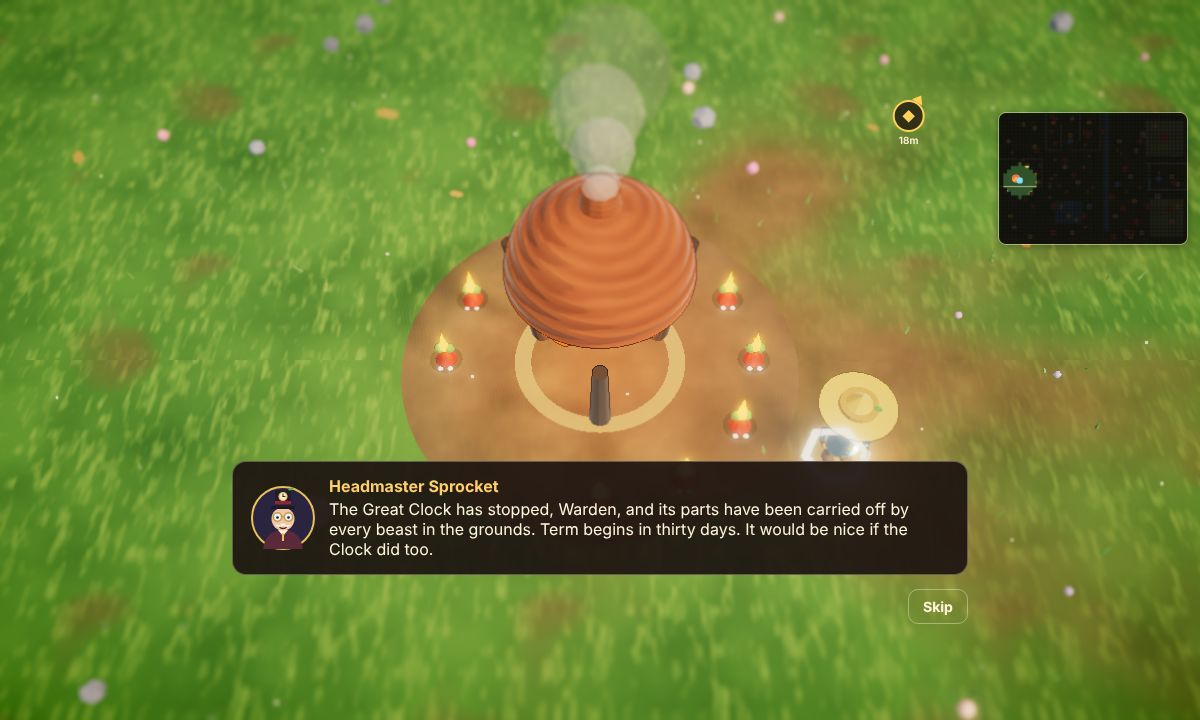 18m
Headmaster Sprocket
The Great Clock has stopped, Warden, and its parts have been carried off by
every beast in the grounds. Term begins in thirty days. It would be nice if the
Clock did too.
Skip